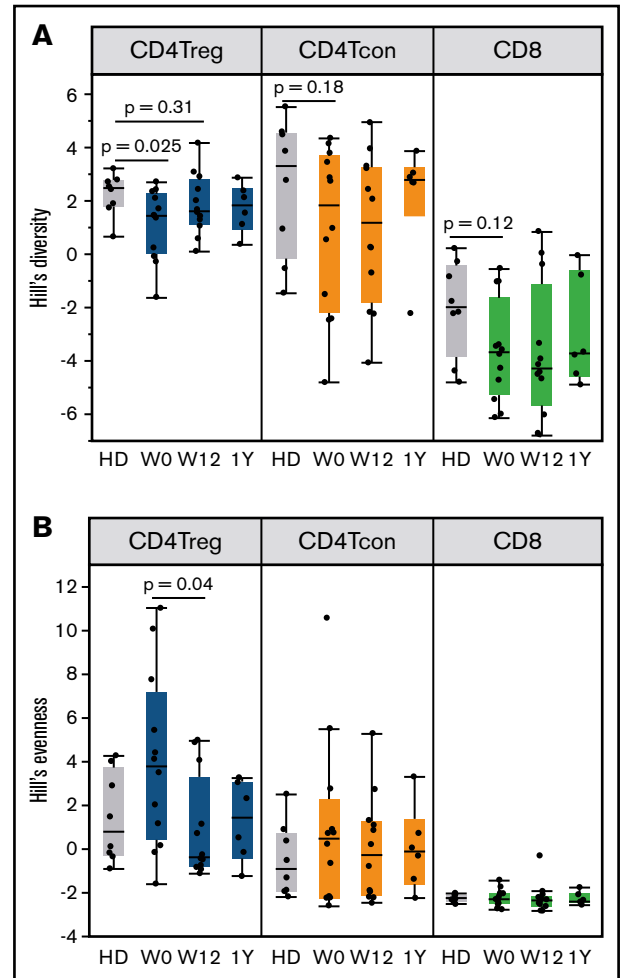 A
CD4Treg CD4Tcon CD8
p = 0.18
6
p = 0.31
4
p = 0.025
2
p = 0.12
0
-2
-4
-6
Hill's diversity
HD W0 W12 1Y HD W0 W12 1Y HD W0 W12 1Y
B
CD4Treg CD4Tcon CD8
12
p = 0.04
10
8
6
4
2
0
-2
-4
Hill's evenness
HD W0 W12 1Y HD W0 W12 1Y HD W0 W12 1Y